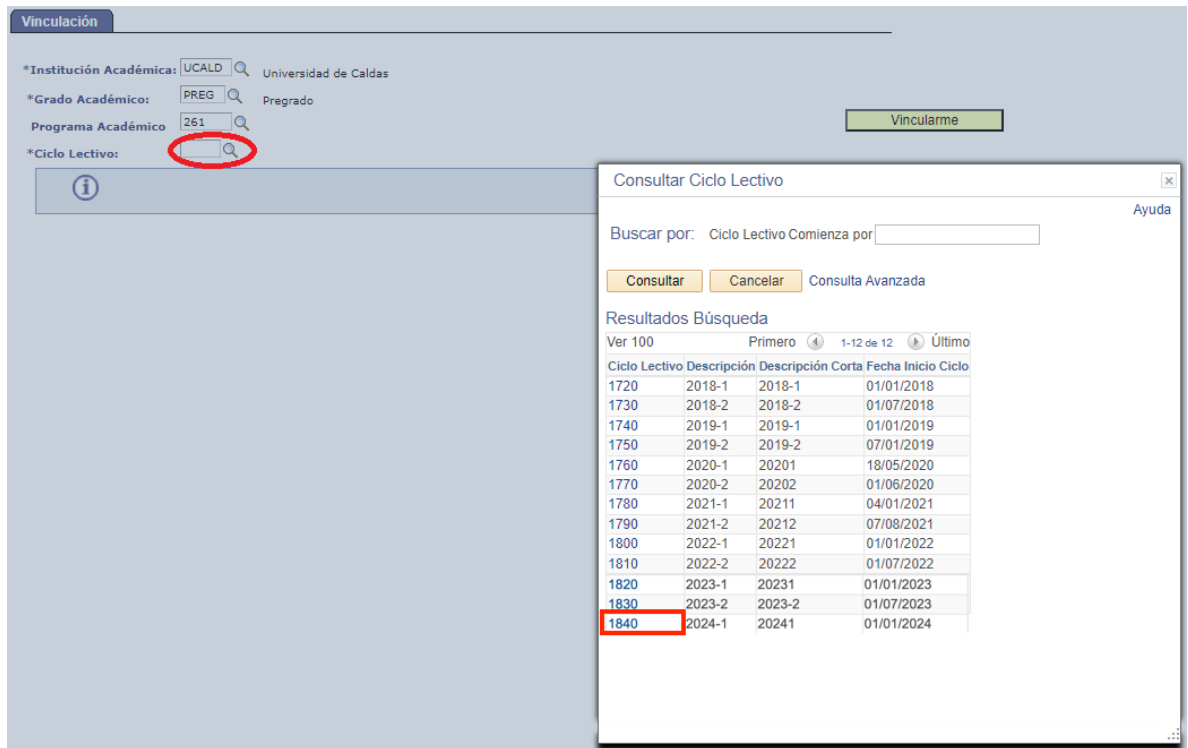 Vinculación
*Institución Académica: UCALD Universidad de Caldas
*Grado Académico: PREG Pregrado
Programa Académico 261
Vincularme
*Ciclo Lectivo:
Consultar Ciclo Lectivo
Ayuda
Buscar por: Ciclo Lectivo Comienza por
Consultar Cancelar Consulta Avanzada
Resultados Búsqueda
Ver 100 Primero 1-12 de 12 Último
Ciclo Lectivo Descripción Descripción Corta Fecha Inicio Ciclo
1720 2018-1 2018-1 01/01/2018
1730 2018-2 2018-2 01/07/2018
1740 2019-1 2019-1 01/01/2019
1750 2019-2 2019-2 07/01/2019
1760 2020-1 20201 18/05/2020
1770 2020-2 20202 01/06/2020
1780 2021-1 20211 04/01/2021
1790 2021-2 20212 07/08/2021
1800 2022-1 20221 01/01/2022
1810 2022-2 20222 01/07/2022
1820 2023-1 20231 01/01/2023
1830 2023-2 2023-2 01/07/2023
1840 2024-1 20241 01/01/2024